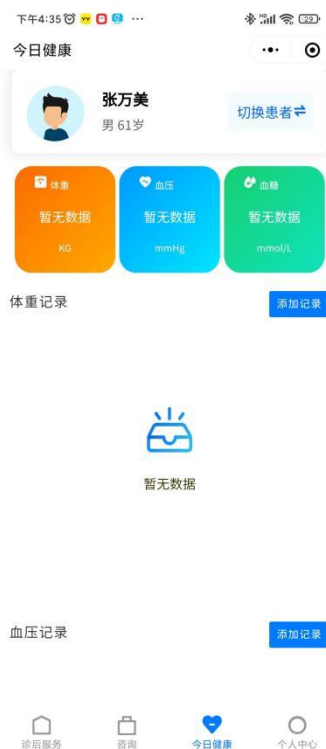 下午4:35
29
今日健康
张万美
男 61岁
切换患者
体重
暂无数据
KG
血压
暂无数据
mmHg
血糖
暂无数据
mmol/L
体重记录
添加记录
暂无数据
血压记录
添加记录
诊后服务
咨询
今日健康
个人中心